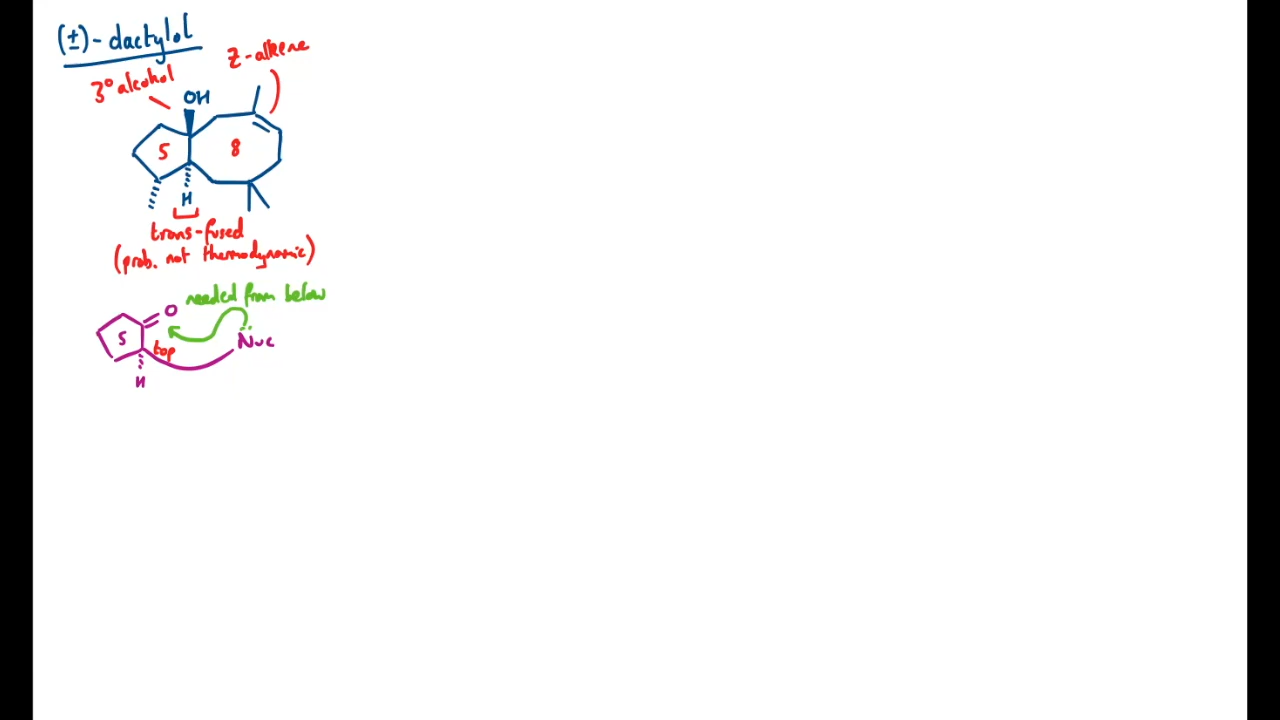 (±)-dactylol
Z-alkene
3° alcohol
OH
5
8
H
trans-fused
(prob. not thermodynamic)
needed from below
O
5
top
Nuc
H